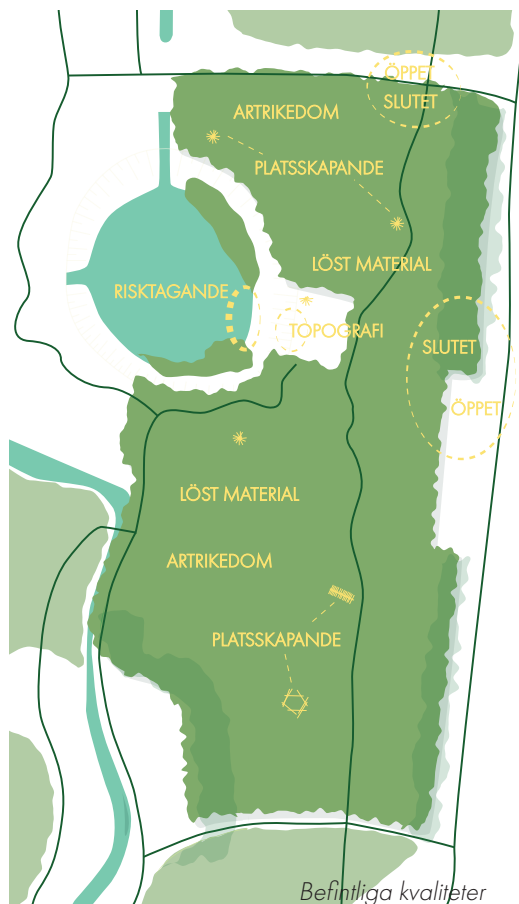 ÖPPET
SLUTET
ARTRIKEDOM
PLATSSKAPANDE
LÖST MATERIAL
RISKTAGANDE
TOPOGRAFI
SLUTET
ÖPPET
LÖST MATERIAL
ARTRIKEDOM
PLATSSKAPANDE
Befintliga kvaliteter